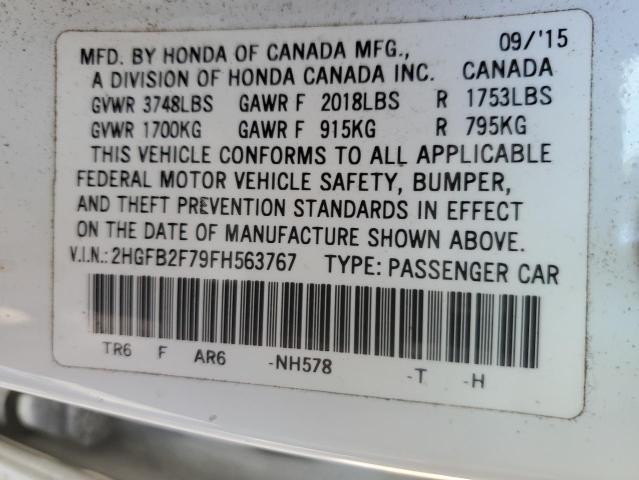 MFD. BY HONDA OF CANADA MFG., 09/'15
A DIVISION OF HONDA CANADA INC. CANADA
GVWR 3748LBS GAWR F 2018LBS R 1753LBS
GVWR 1700KG GAWR F 915KG R 795KG
THIS VEHICLE CONFORMS TO ALL APPLICABLE
FEDERAL MOTOR VEHICLE SAFETY, BUMPER,
AND THEFT PREVENTION STANDARDS IN EFFECT
ON THE DATE OF MANUFACTURE SHOWN ABOVE.
V.I.N.:2HGFB2F79FH563767 TYPE:PASSENGER CAR
TR6 F AR6 -NH578 -T -H